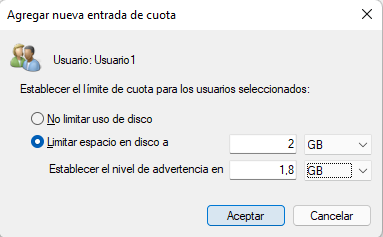 Agregar nueva entrada de cuota
Usuario: Usuario1
Establecer el límite de cuota para los usuarios seleccionados:
No limitar uso de disco
Limitar espacio en disco a 2 GB
Establecer el nivel de advertencia en 1,8 GB
Aceptar Cancelar